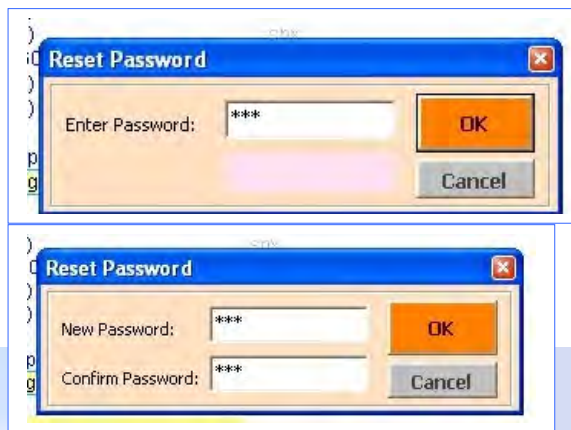 Reset Password
Enter Password: *** OK
Cancel
Reset Password
New Password: *** OK
Confirm Password: *** Cancel